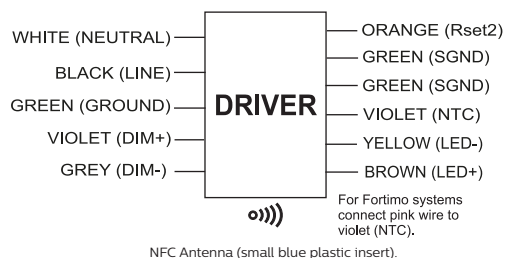 WHITE (NEUTRAL)
BLACK (LINE)
GREEN (GROUND)
VIOLET (DIM+)
GREY (DIM-)
DRIVER
ORANGE (Rset2)
GREEN (SGND)
GREEN (SGND)
VIOLET (NTC)
YELLOW (LED-)
BROWN (LED+)
For Fortimo systems
connect pink wire to
violet (NTC).
NFC Antenna (small blue plastic insert).